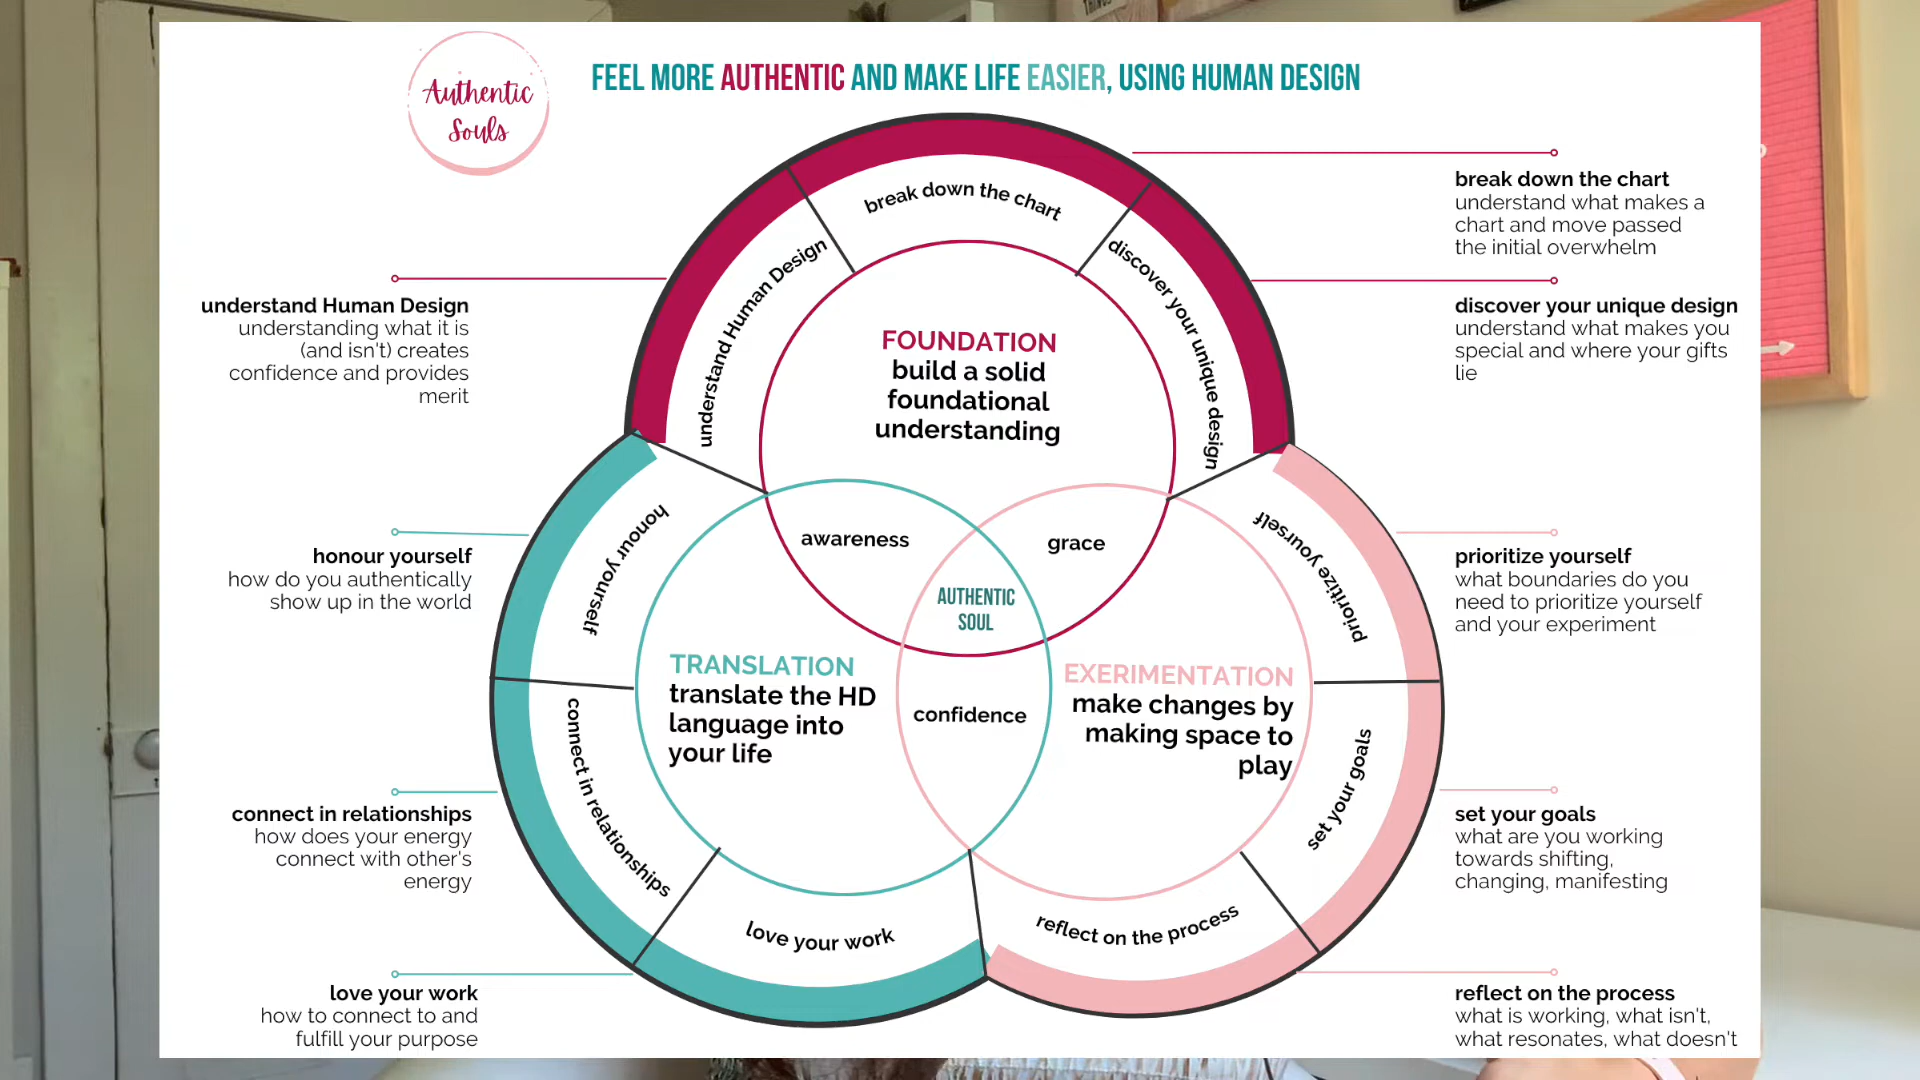 THINGS
Authentic
Souls
FEEL MORE AUTHENTIC AND MAKE LIFE EASIER, USING HUMAN DESIGN
break down the chart
understand Human Design
discover your unique design
FOUNDATION
build a solid
foundational
understanding
awareness
grace
AUTHENTIC
SOUL
confidence
honour yourself
connect in relationships
love your work
TRANSLATION
translate the HD
language into
your life
prioritize yourself
set your goals
reflect on the process
EXERIMENTATION
make changes by
making space to
play
understand Human Design
understanding what it is
(and isn't) creates
confidence and provides
merit
honour yourself
how do you authentically
show up in the world
connect in relationships
how does your energy
connect with other's
energy
love your work
how to connect to and
fulfill your purpose
break down the chart
understand what makes a
chart and move passed
the initial overwhelm
discover your unique design
understand what makes you
special and where your gifts
lie
prioritize yourself
what boundaries do you
need to prioritize yourself
and your experiment
set your goals
what are you working
towards shifting,
changing, manifesting
reflect on the process
what is working, what isn't,
what resonates, what doesn't